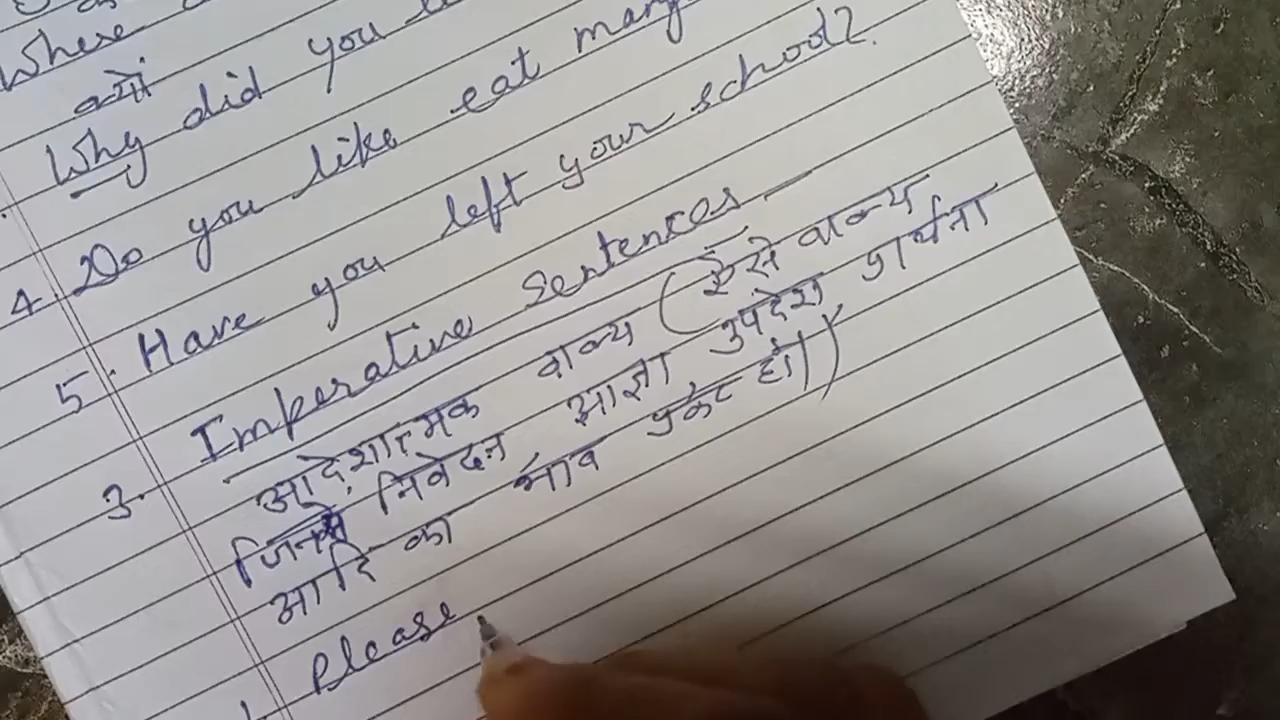 Where
क्यों
Why did you
4. Do you like eat
5. Have you left your school?
3. Imperative Sentences –
आदेशात्मक वाक्य (ऐसे वाक्य
जिनसे निवेदन आज्ञा उपदेश, प्रार्थना
आदि का भाव प्रकट हो।)
1. Please